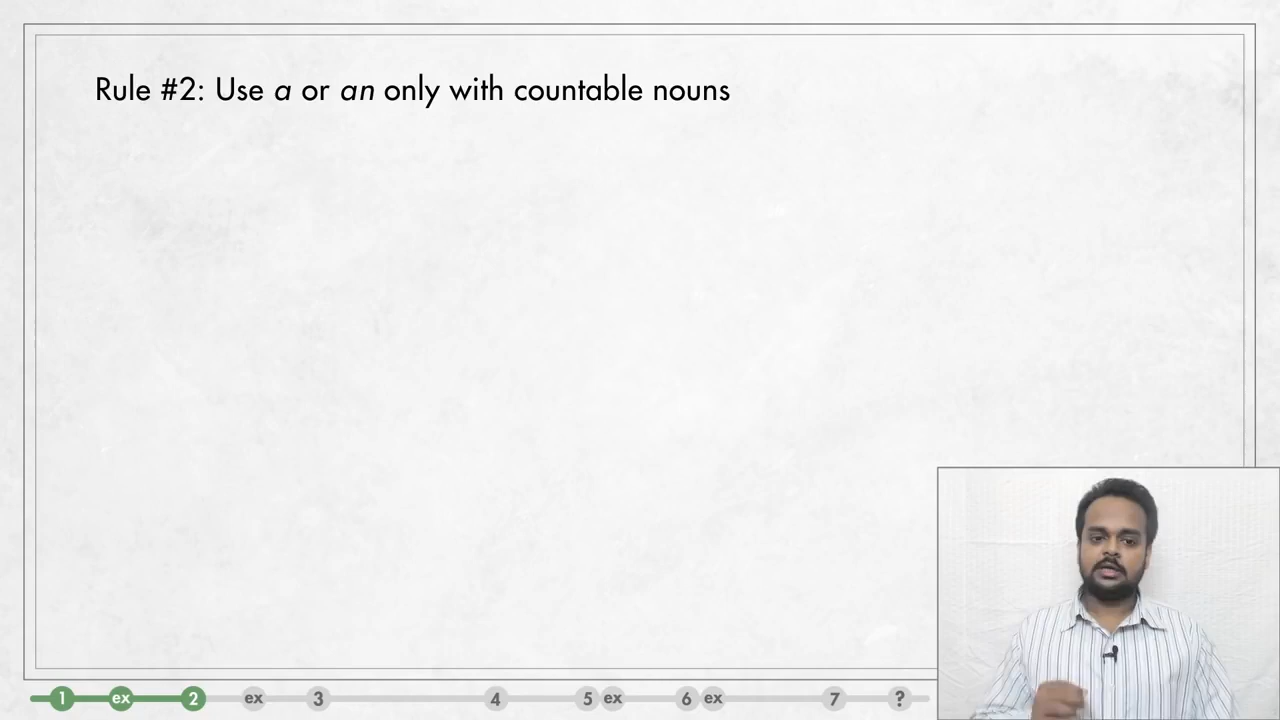 Rule #2: Use a or an only with countable nouns
1 ex 2 ex 3 4 5 ex 6 ex 7 ?